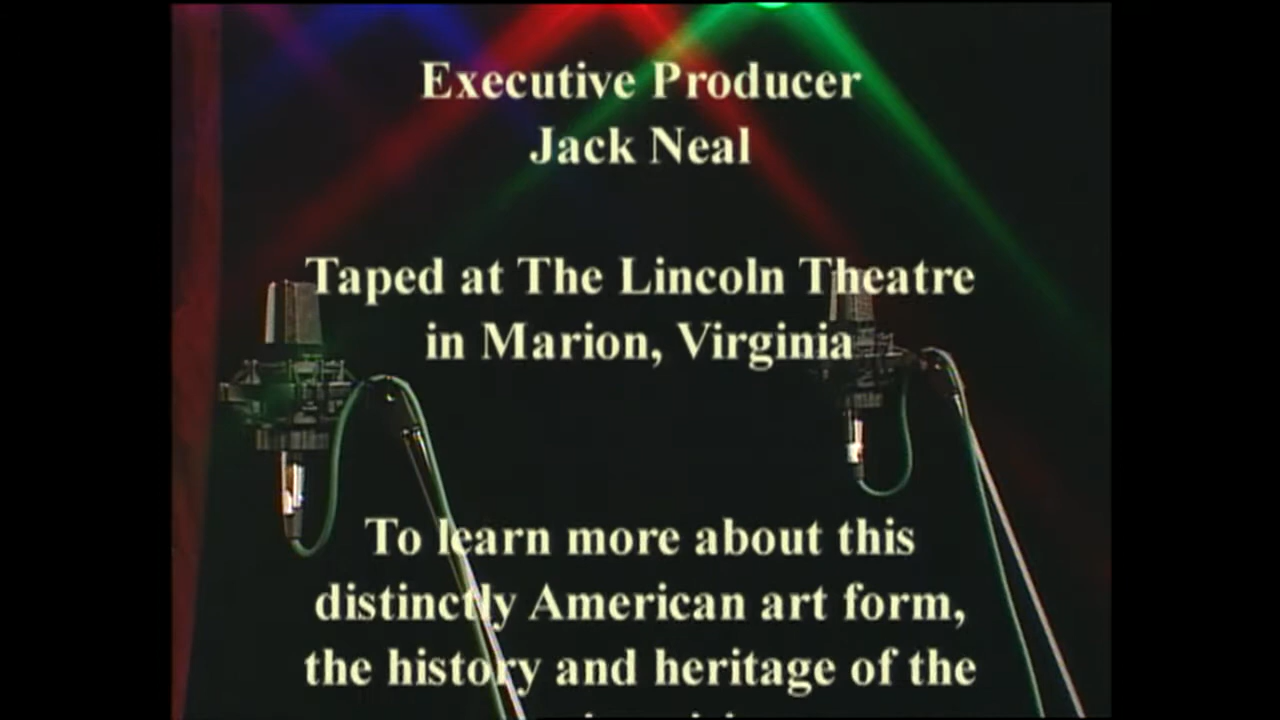 Executive Producer
Jack Neal
Taped at The Lincoln Theatre
in Marion, Virginia
To learn more about this
distinctly American art form,
the history and heritage of the